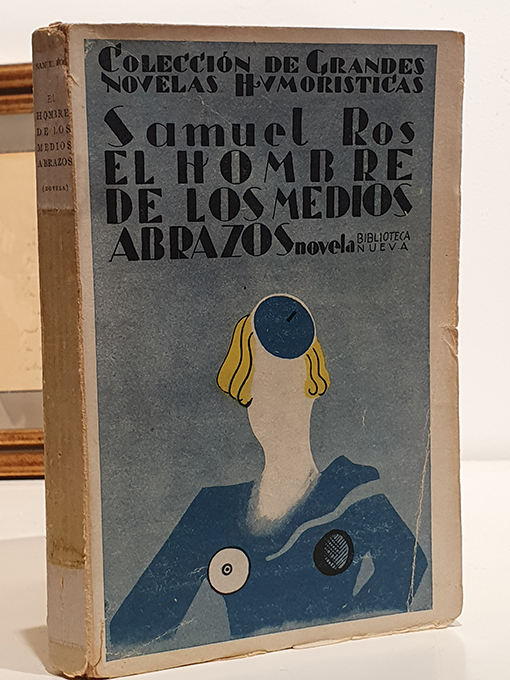 COLECCIÓN DE GRANDES
NOVELAS HVMORISTICAS
Samuel Ros
EL HOMBRE
DE LOS MEDIOS
ABRAZOS novela BIBLIOTECA NUEVA
SAMUEL ROS
EL
HOMBRE
DE LOS
MEDIOS
ABRAZOS
(NOVELA)